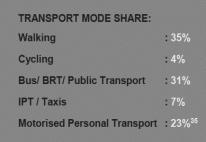 TRANSPORT MODE SHARE:
Walking : 35%
Cycling : 4%
Bus/ BRT/ Public Transport : 31%
IPT / Taxis : 7%
Motorised Personal Transport : 23%³⁵